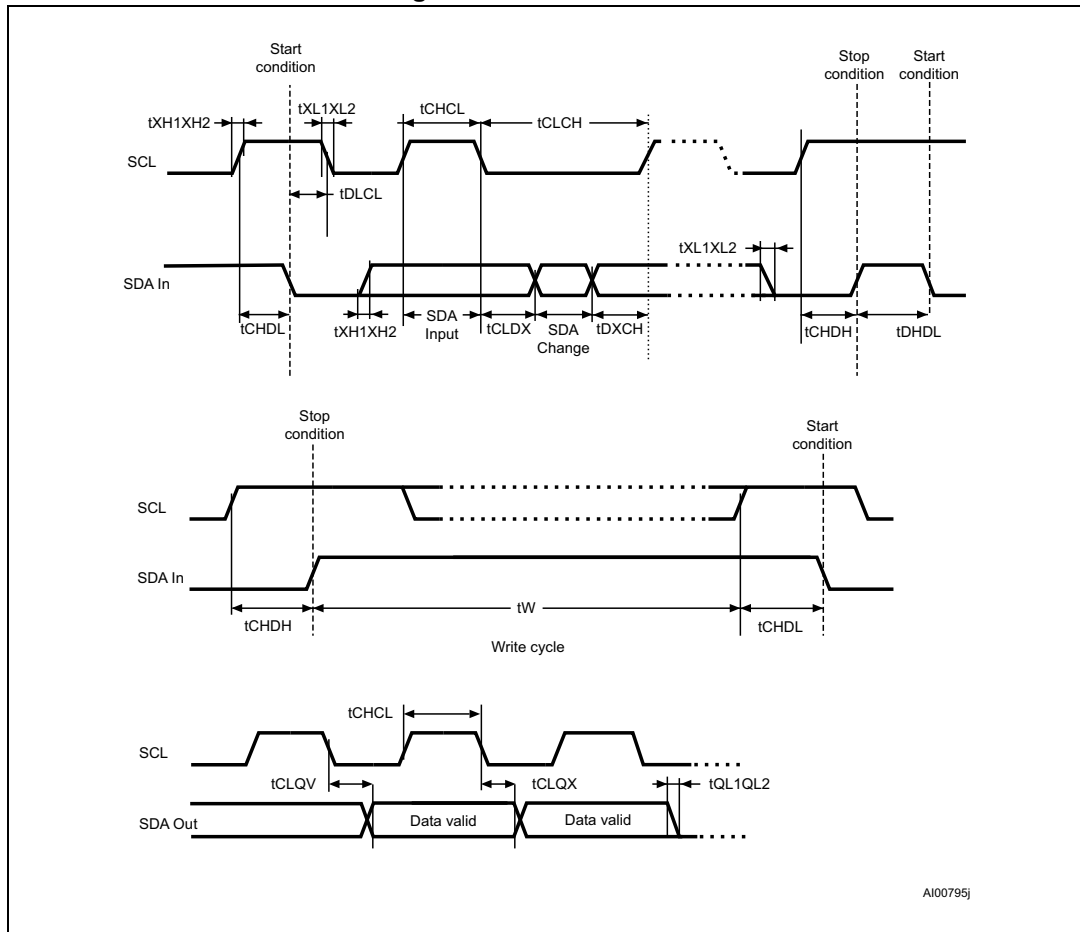 Start
condition
Stop
condition
Start
condition
tXH1XH2
tXL1XL2
tCHCL
tCLCH
SCL
tDLCL
tXL1XL2
SDA In
tCHDL
tXH1XH2
SDA
Input
tCLDX
SDA
Change
tDXCH
tCHDH
tDHDL
Stop
condition
Start
condition
SCL
SDA In
tW
tCHDH
tCHDL
Write cycle
tCHCL
SCL
tCLQV
tCLQX
tQL1QL2
SDA Out
Data valid
Data valid
AI00795j